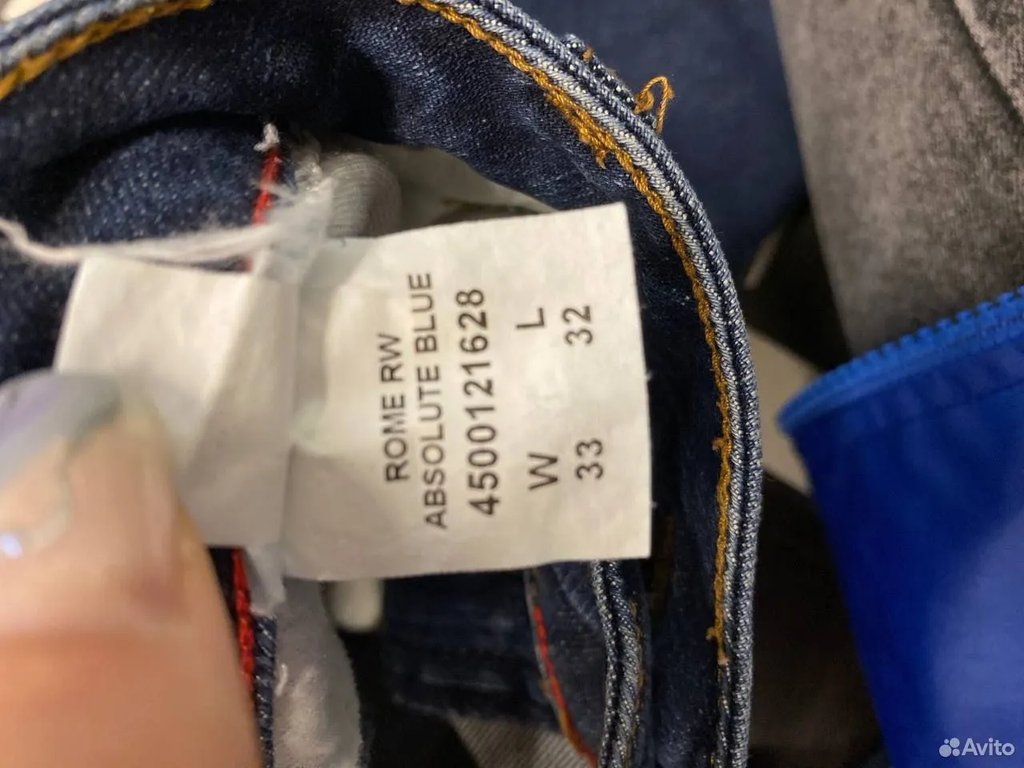 ROME RW
ABSOLUTE BLUE
4500121628
W L
33 32
Avito